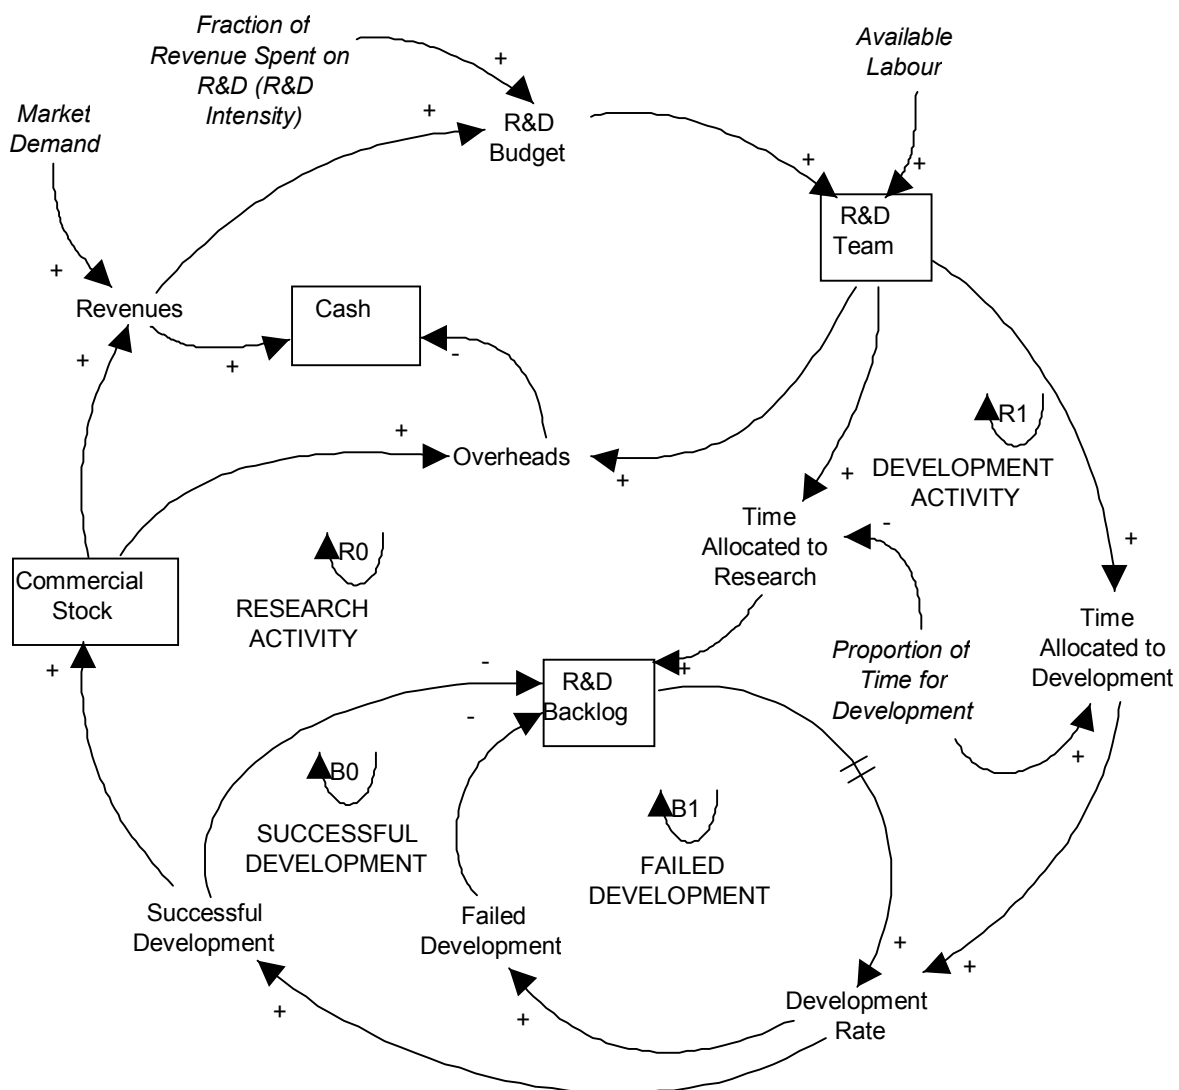 Fraction of
Revenue Spent on
R&D (R&D
Intensity)
+
Available
Labour
Market
Demand
+
R&D
Budget
+
+
R&D
Team
+
Revenues
Cash
+
-
+
R1
+
Overheads
+
+
DEVELOPMENT
ACTIVITY
Time
Allocated to
Research
-
+
R0
Commercial
Stock
RESEARCH
ACTIVITY
Time
Allocated to
Development
Proportion of
Time for
Development
+
-
+
R&D
Backlog
-
+
B0
B1
SUCCESSFUL
DEVELOPMENT
FAILED
DEVELOPMENT
Successful
Development
Failed
Development
+
+
Development
Rate
+
+